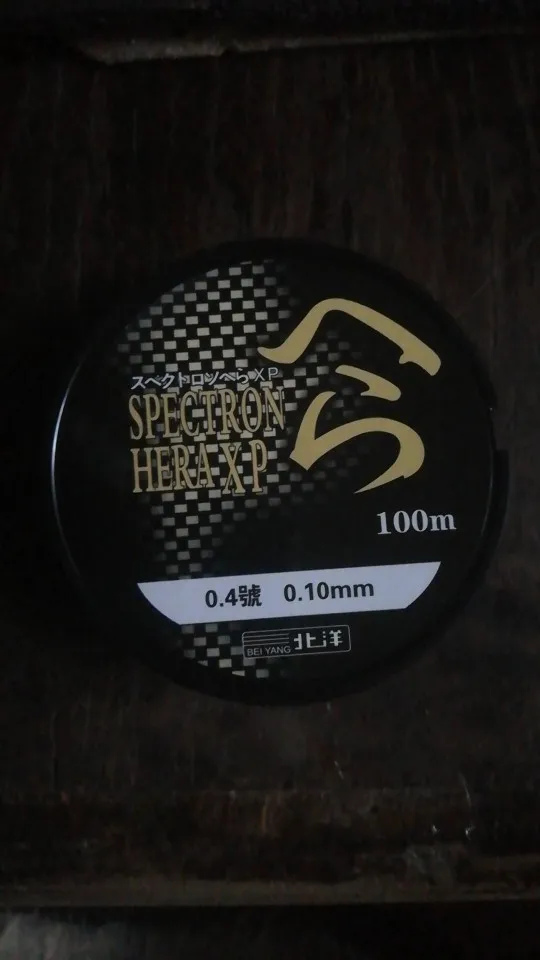 スペクトロンへらXP
SPECTRON
HERA XP
へら
100m
0.4號 0.10mm
BEI YANG 北洋